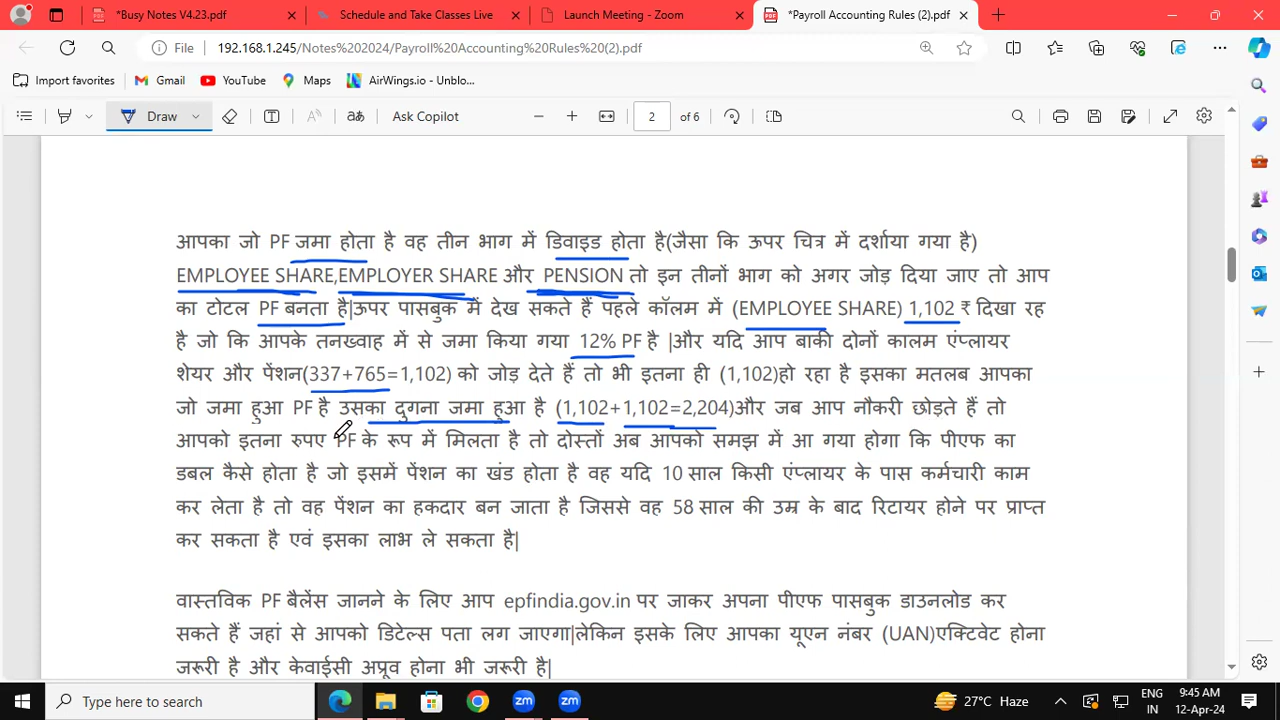 *Busy Notes V4.23.pdf
Schedule and Take Classes Live
Launch Meeting - Zoom
*Payroll Accounting Rules (2).pdf
File
192.168.1.245/Notes%202024/Payroll%20Accounting%20Rules%20(2).pdf
Import favorites
Gmail
YouTube
Maps
AirWings.io - Unblo...
Draw
Ask Copilot
2 of 6
आपका जो PF जमा होता है वह तीन भाग में डिवाइड होता है(जैसा कि ऊपर चित्र में दर्शाया गया है)
EMPLOYEE SHARE,EMPLOYER SHARE और PENSION तो इन तीनों भाग को अगर जोड़ दिया जाए तो आप
का टोटल PF बनता है|ऊपर पासबुक में देख सकते हैं पहले कॉलम में (EMPLOYEE SHARE) 1,102 ₹ दिखा रह
है जो कि आपके तनख्वाह में से जमा किया गया 12% PF है |और यदि आप बाकी दोनों कालम एंप्लायर
शेयर और पेंशन(337+765=1,102) को जोड़ देते हैं तो भी इतना ही (1,102)हो रहा है इसका मतलब आपका
जो जमा हुआ PF है उसका दुगना जमा हुआ है (1,102+1,102=2,204)और जब आप नौकरी छोड़ते हैं तो
आपको इतना रुपए PF के रूप में मिलता है तो दोस्तों अब आपको समझ में आ गया होगा कि पीएफ का
डबल कैसे होता है जो इसमें पेंशन का खंड होता है वह यदि 10 साल किसी एंप्लायर के पास कर्मचारी काम
कर लेता है तो वह पेंशन का हकदार बन जाता है जिससे वह 58 साल की उम्र के बाद रिटायर होने पर प्राप्त
कर सकता है एवं इसका लाभ ले सकता है|
वास्तविक PF बैलेंस जानने के लिए आप epfindia.gov.in पर जाकर अपना पीएफ पासबुक डाउनलोड कर
सकते हैं जहां से आपको डिटेल्स पता लग जाएगा|लेकिन इसके लिए आपका यूएन नंबर (UAN)एक्टिवेट होना
जरूरी है और केवाईसी अप्रूव होना भी जरूरी है|
Type here to search
27°C Haze
ENG
IN
9:45 AM
12-Apr-24